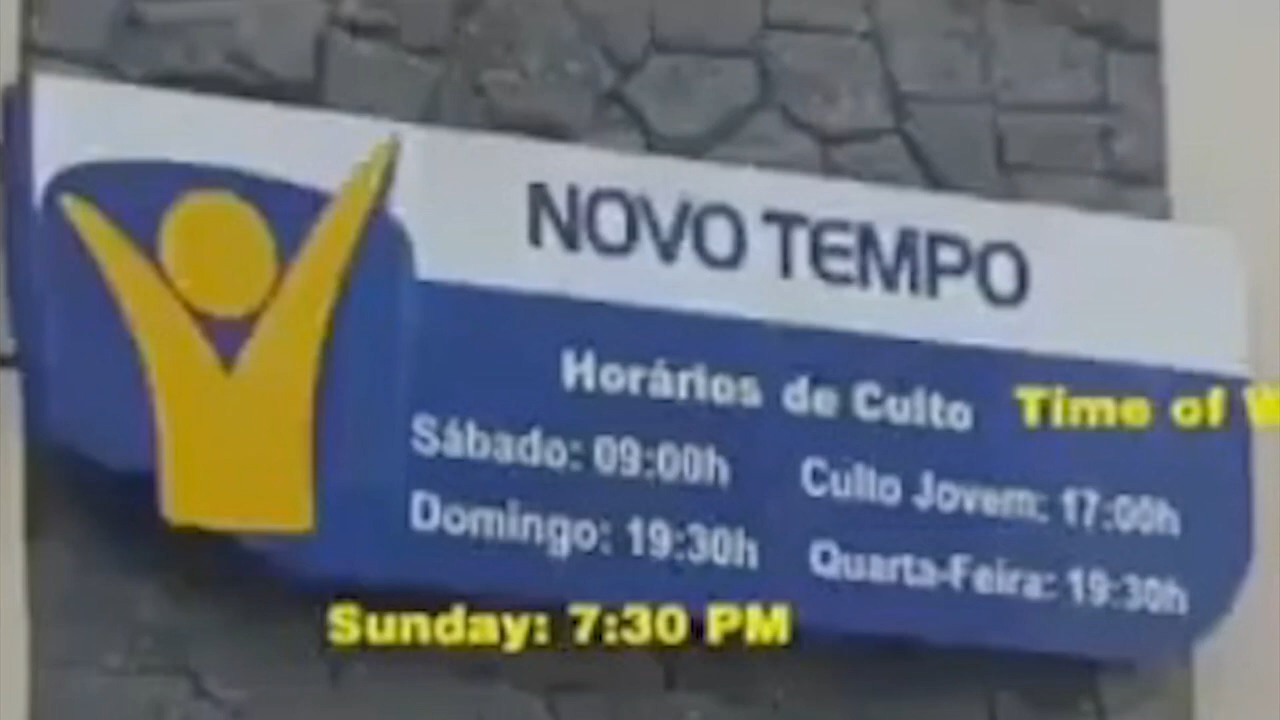 NOVO TEMPO
Horários de Culto Time of
Sábado: 09:00h Culto Jovem: 17:00h
Domingo: 19:30h Quarta-Feira: 19:30h
Sunday: 7:30 PM